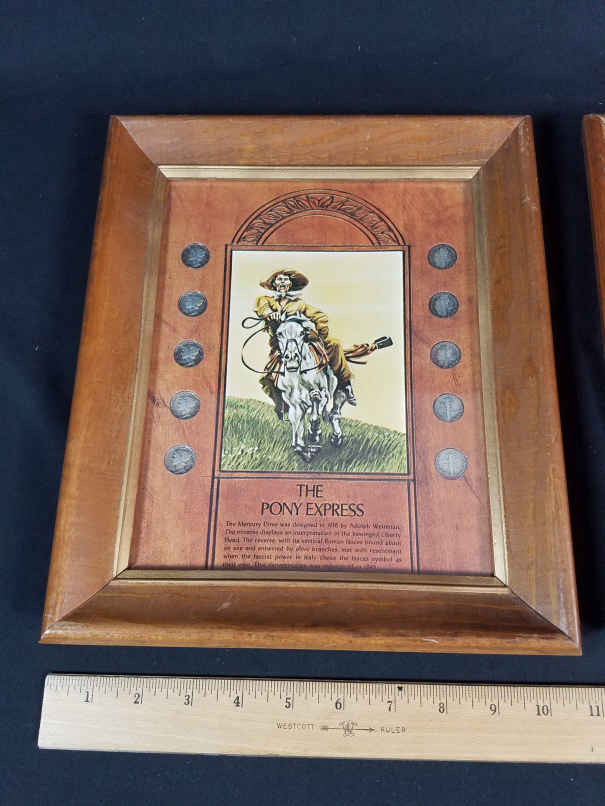 THE
PONY EXPRESS
The Mercury Dime was designed in 1916 by Adolph Weinman.
The obverse displays an interpretation of the bewinged Liberty
Head. The reverse, with its vertical Roman fasces bound about
an axe and entwined by olive branches, met with resentment
when the fascist power in Italy chose the fasces symbol as
1 2 3 4 5 6 7 8 9 10 11
WESTCOTT RULER